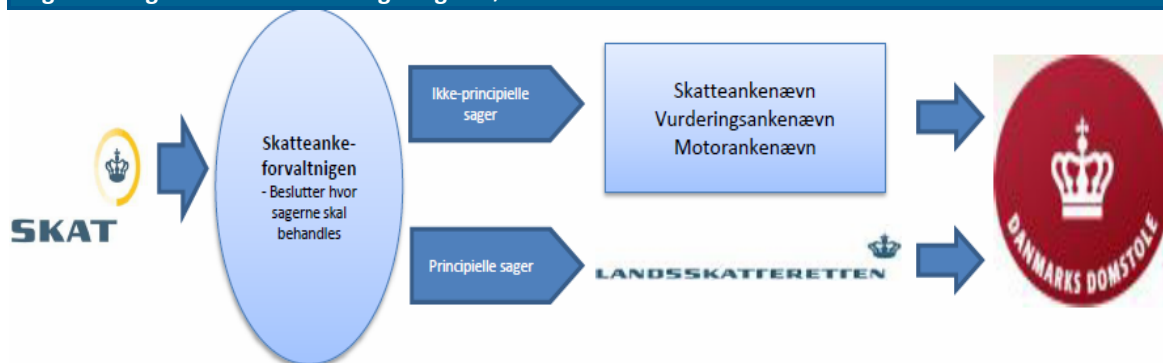 Ikke-principielle
sager
Skatteankenævn
Vurderingsankenævn
Motorankenævn
Skatteanke-
forvaltnigen
- Beslutter hvor
sagerne skal
behandles
SKAT
Principielle sager
LANDSSKATTERETTEN
DANMARKS DOMSTOLE